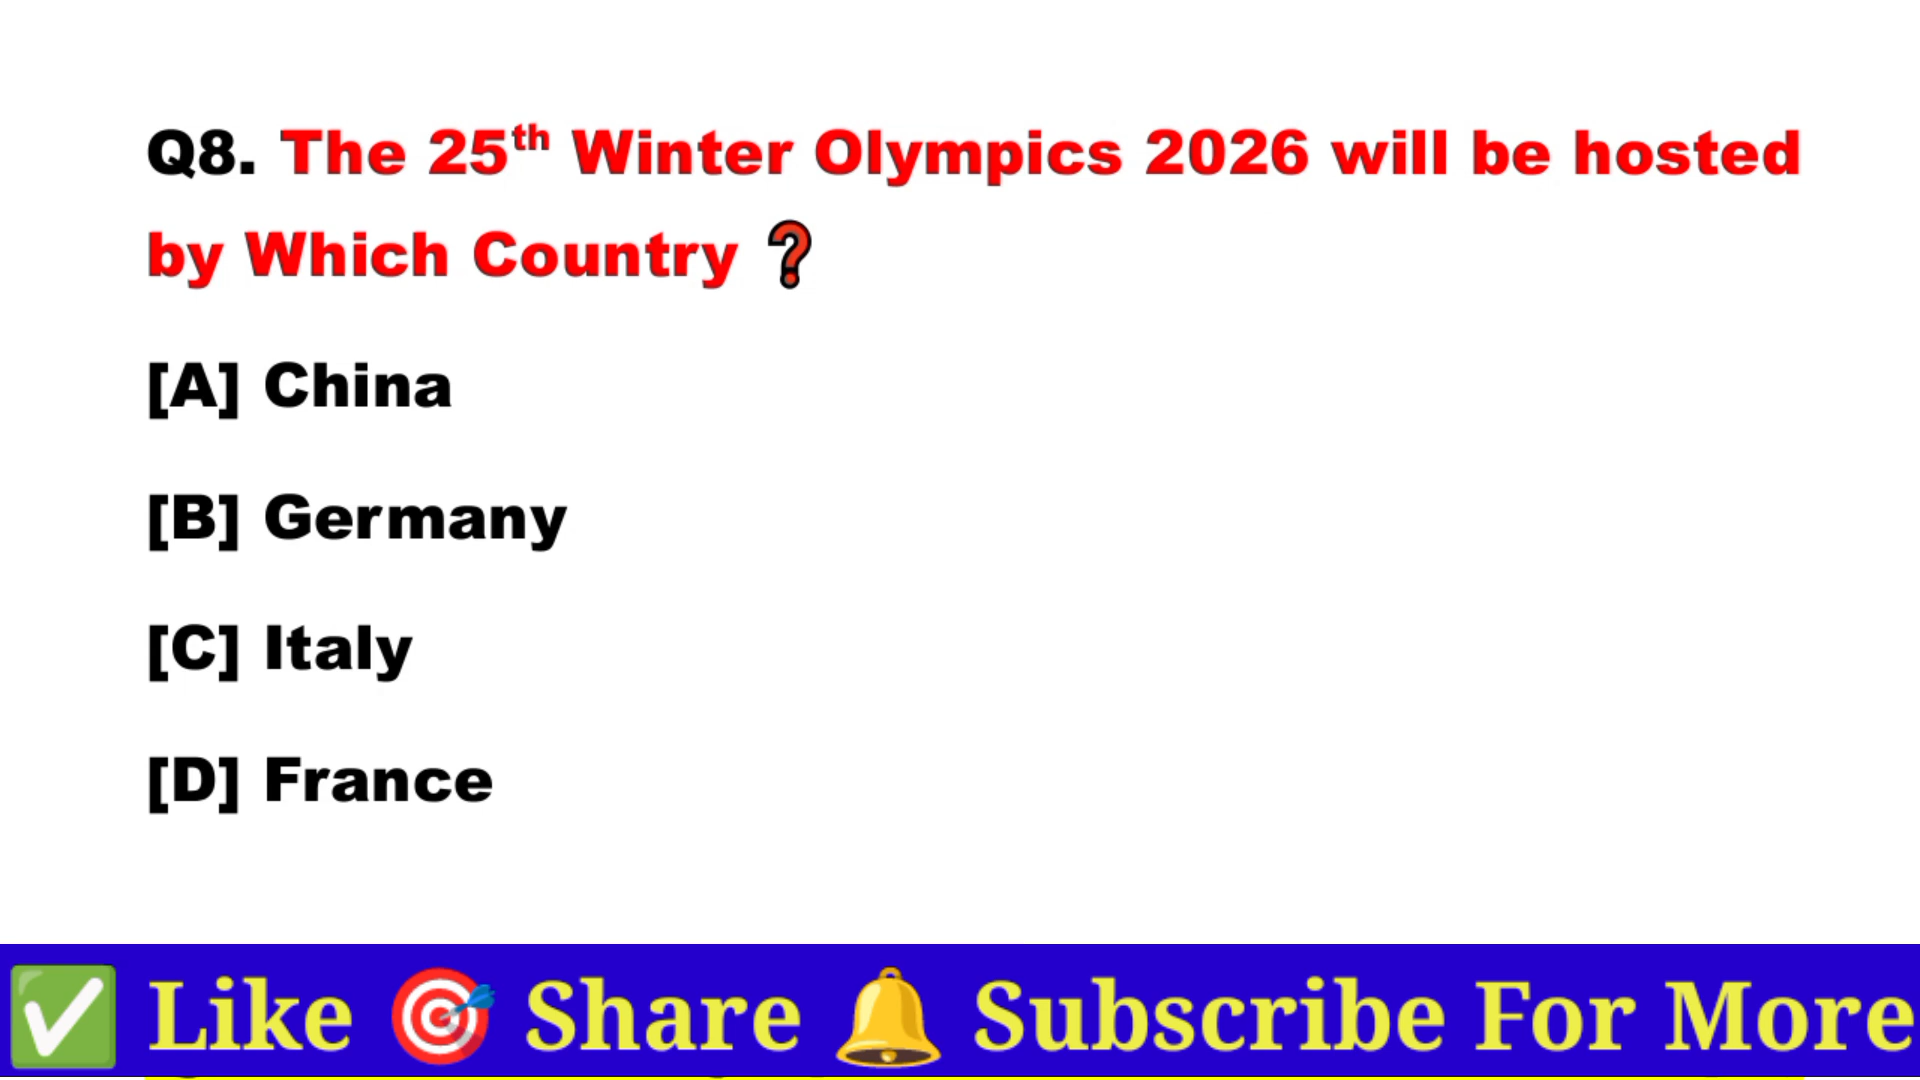 Q8. The 25th Winter Olympics 2026 will be hosted
by Which Country ❓
[A] China
[B] Germany
[C] Italy
[D] France
✅ Like 🎯 Share 🔔 Subscribe For More